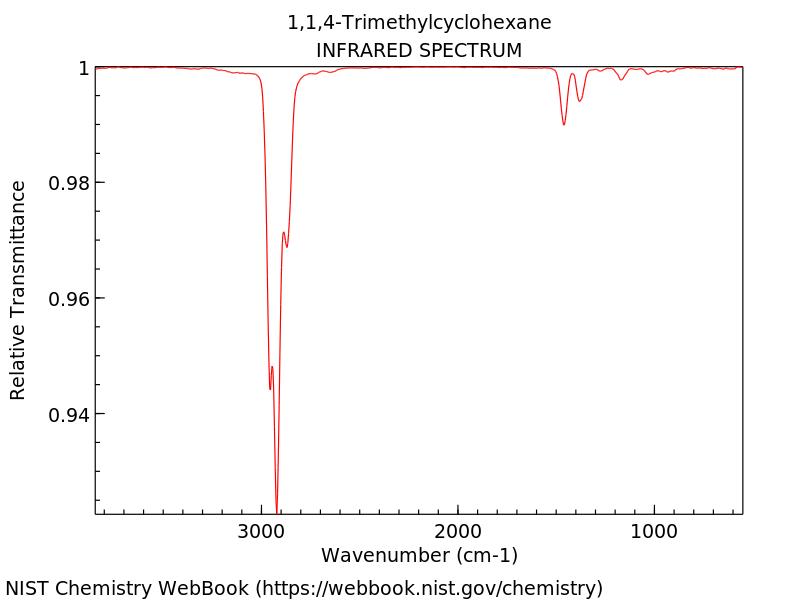 1,1,4-Trimethylcyclohexane
INFRARED SPECTRUM
Relative Transmittance
1
0.98
0.96
0.94
3000 2000 1000
Wavenumber (cm-1)
NIST Chemistry WebBook (https://webbook.nist.gov/chemistry)